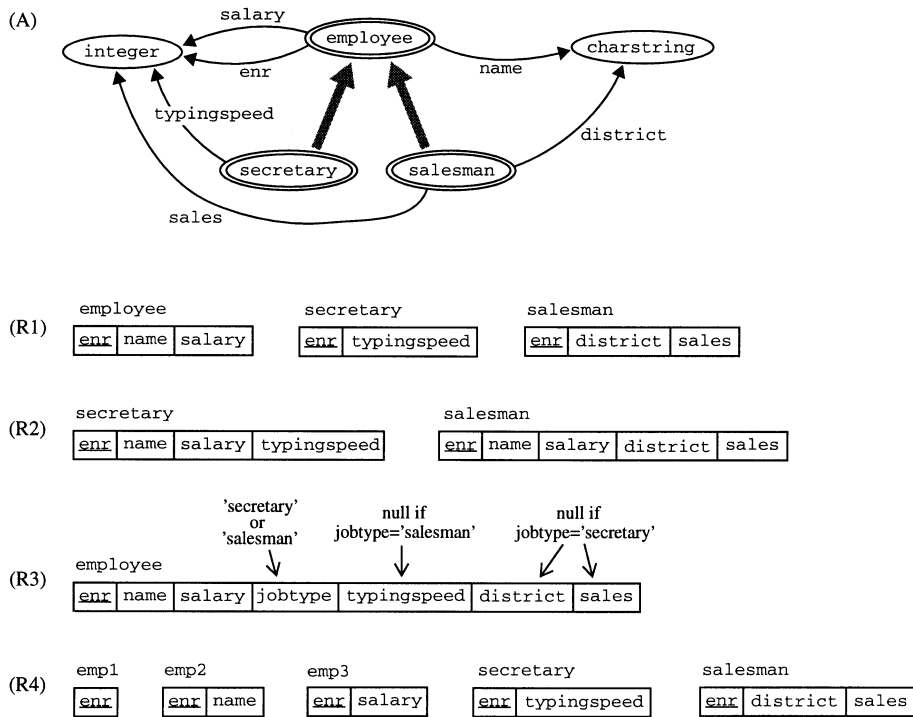 (A)
salary
employee
integer
charstring
enr
name
typingspeed
district
secretary
salesman
sales
employee
secretary
salesman
(R1)
enr name salary
enr typingspeed
enr district sales
secretary
salesman
(R2)
enr name salary typingspeed
enr name salary district sales
'secretary'
or
'salesman'
null if
jobtype='salesman'
null if
jobtype='secretary'
employee
(R3)
enr name salary jobtype typingspeed district sales
emp1
emp2
emp3
secretary
salesman
(R4)
enr
enr name
enr salary
enr typingspeed
enr district sales